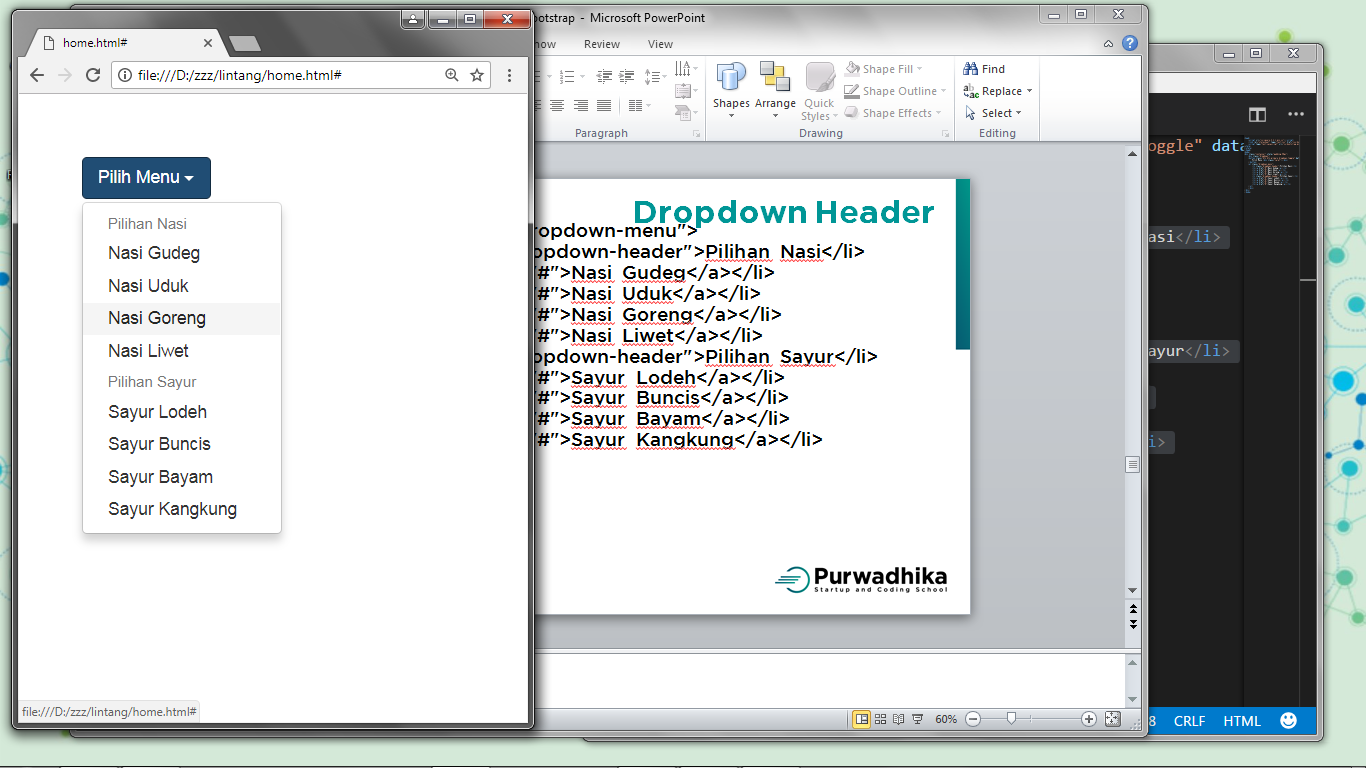 home.html#
file:///D:/zzz/lintang/home.html#
Pilih Menu
Pilihan Nasi
Nasi Gudeg
Nasi Uduk
Nasi Goreng
Nasi Liwet
Pilihan Sayur
Sayur Lodeh
Sayur Buncis
Sayur Bayam
Sayur Kangkung
file:///D:/zzz/lintang/home.html#
ootstrap - Microsoft PowerPoint
how Review View
Shapes Arrange Quick Styles
Shape Fill
Shape Outline
Shape Effects
Find
Replace
Select
Paragraph Drawing Editing
Dropdown Header
ropdown-menu">
opdown-header">Pilihan Nasi</li>
"#">Nasi Gudeg</a></li>
"#">Nasi Uduk</a></li>
"#">Nasi Goreng</a></li>
"#">Nasi Liwet</a></li>
opdown-header">Pilihan Sayur</li>
"#">Sayur Lodeh</a></li>
"#">Sayur Buncis</a></li>
"#">Sayur Bayam</a></li>
"#">Sayur Kangkung</a></li>
Purwadhika
Startup and Coding School
60%
oggle" data
asi</li>
ayur</li>
i>
8 CRLF HTML